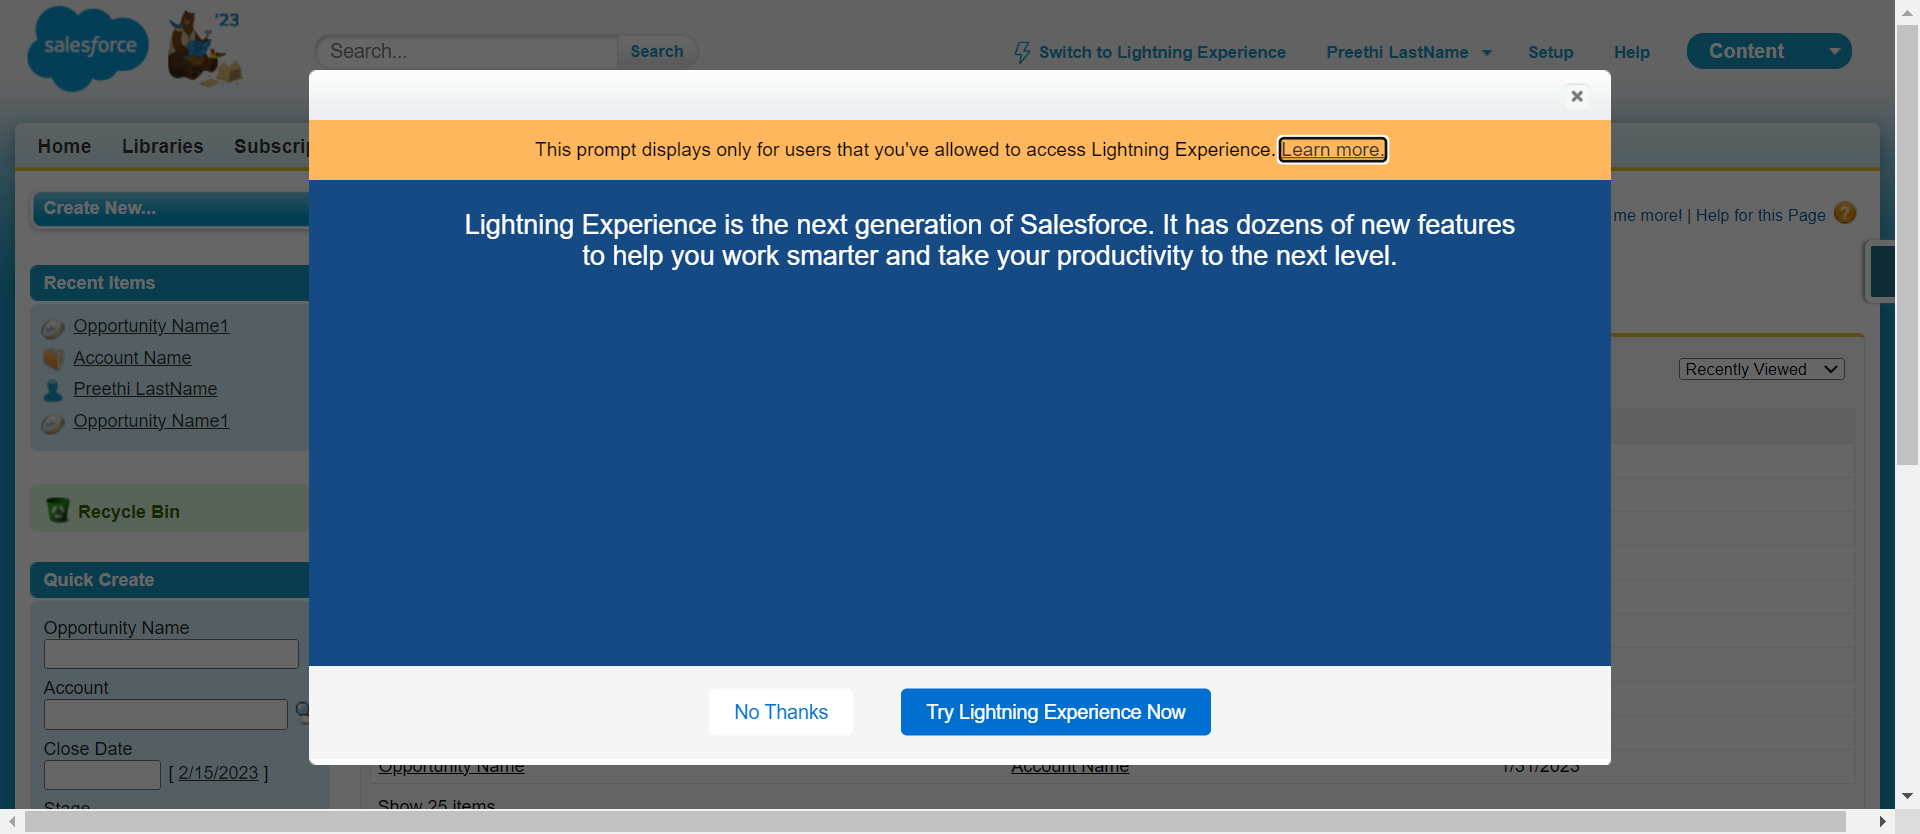 salesforce
'23
Search...
Search
Switch to Lightning Experience
Preethi LastName
Setup
Help
Content
Home
Libraries
Subscrip
This prompt displays only for users that you've allowed to access Lightning Experience. Learn more.
Create New...
me more! | Help for this Page ?
Lightning Experience is the next generation of Salesforce. It has dozens of new features
to help you work smarter and take your productivity to the next level.
Recent Items
Opportunity Name1
Account Name
Preethi LastName
Opportunity Name1
Recently Viewed
Recycle Bin
Quick Create
Opportunity Name
Account
Close Date
[ 2/15/2023 ]
Stage
No Thanks
Try Lightning Experience Now
Opportunity Name
Account Name
1/31/2023
Show 25 items